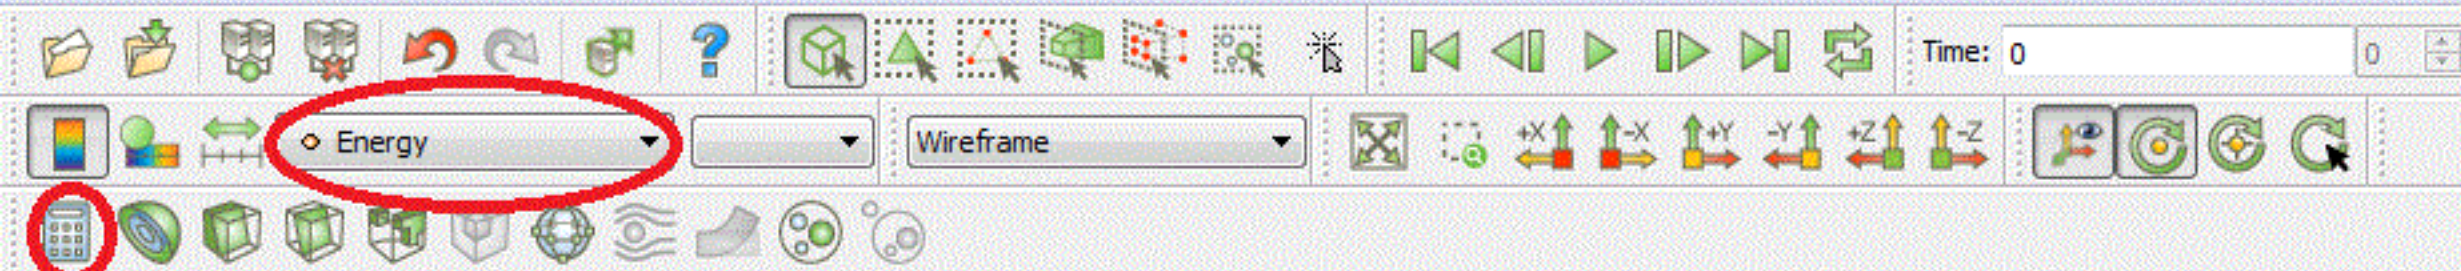 ? Time: 0 0
Energy Wireframe +X -X +Y -Y +Z -Z